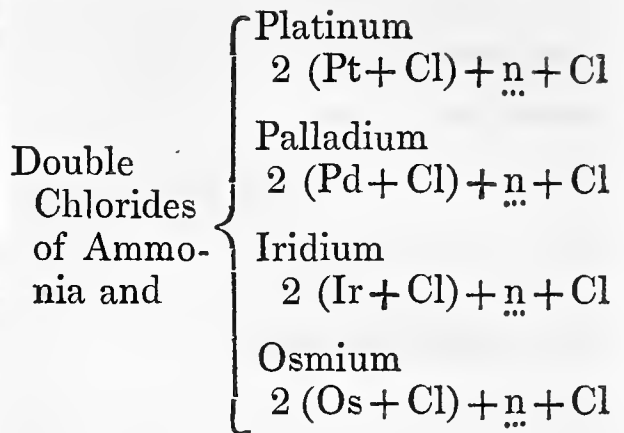 Double
Chlorides
of Ammo-
nia and
Platinum
2 (Pt+Cl)+n+Cl
Palladium
2 (Pd+Cl)+n+Cl
Iridium
2 (Ir+Cl)+n+Cl
Osmium
2 (Os+Cl)+n+Cl